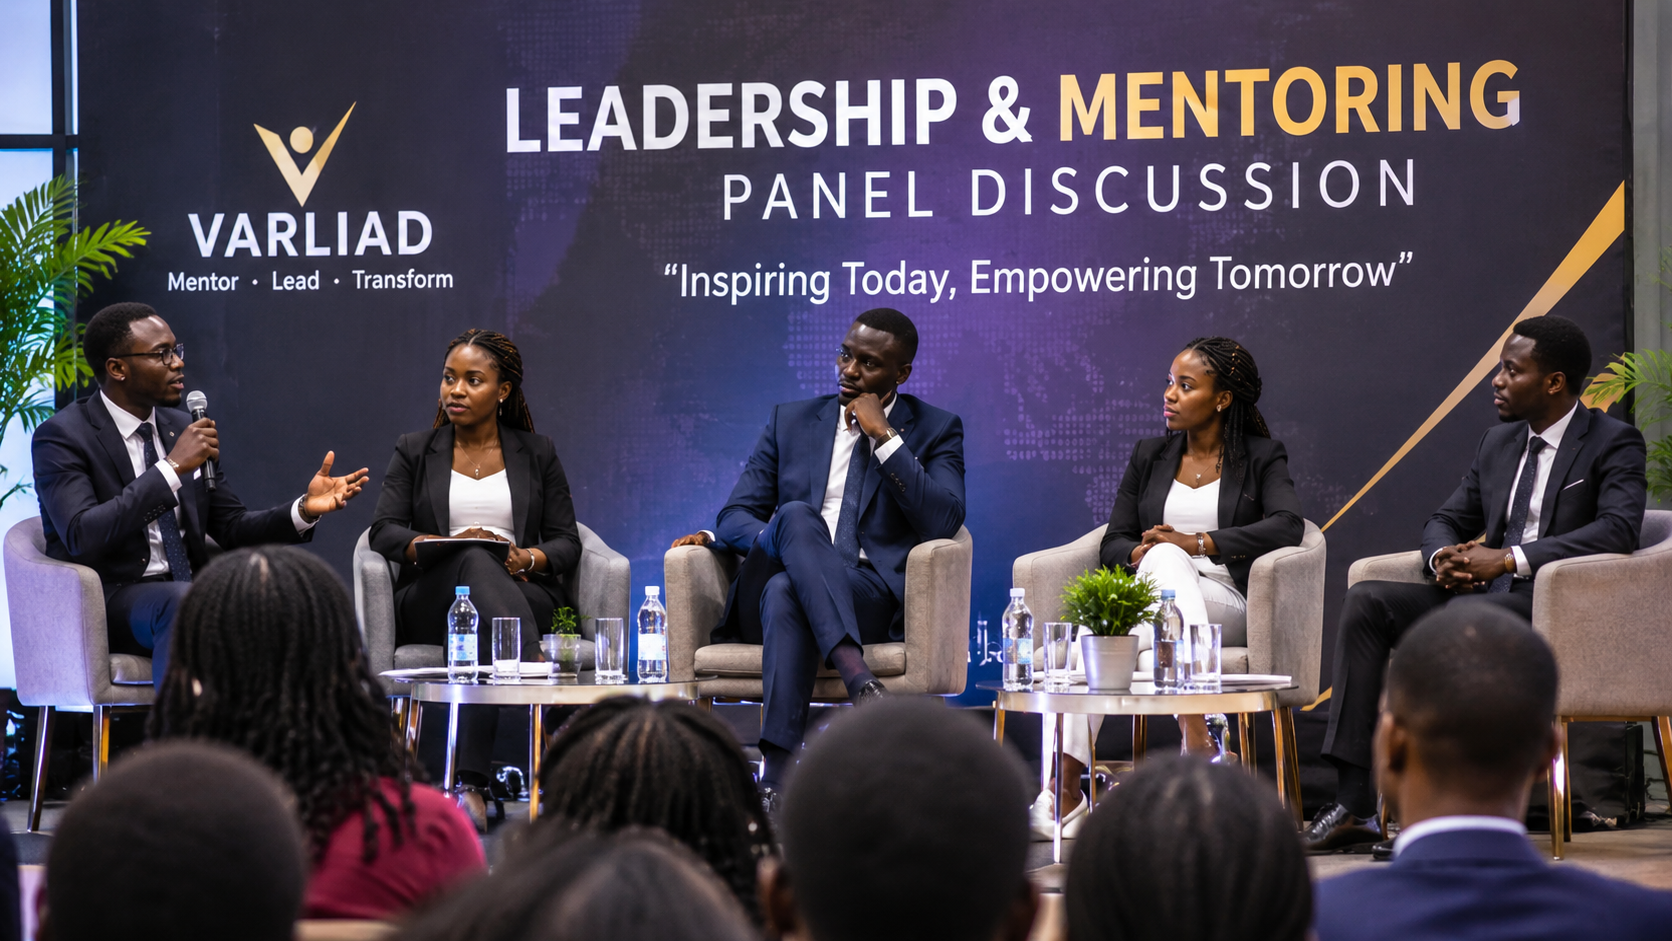 VARLIAD
Mentor · Lead · Transform
LEADERSHIP & MENTORING
PANEL DISCUSSION
“Inspiring Today, Empowering Tomorrow”